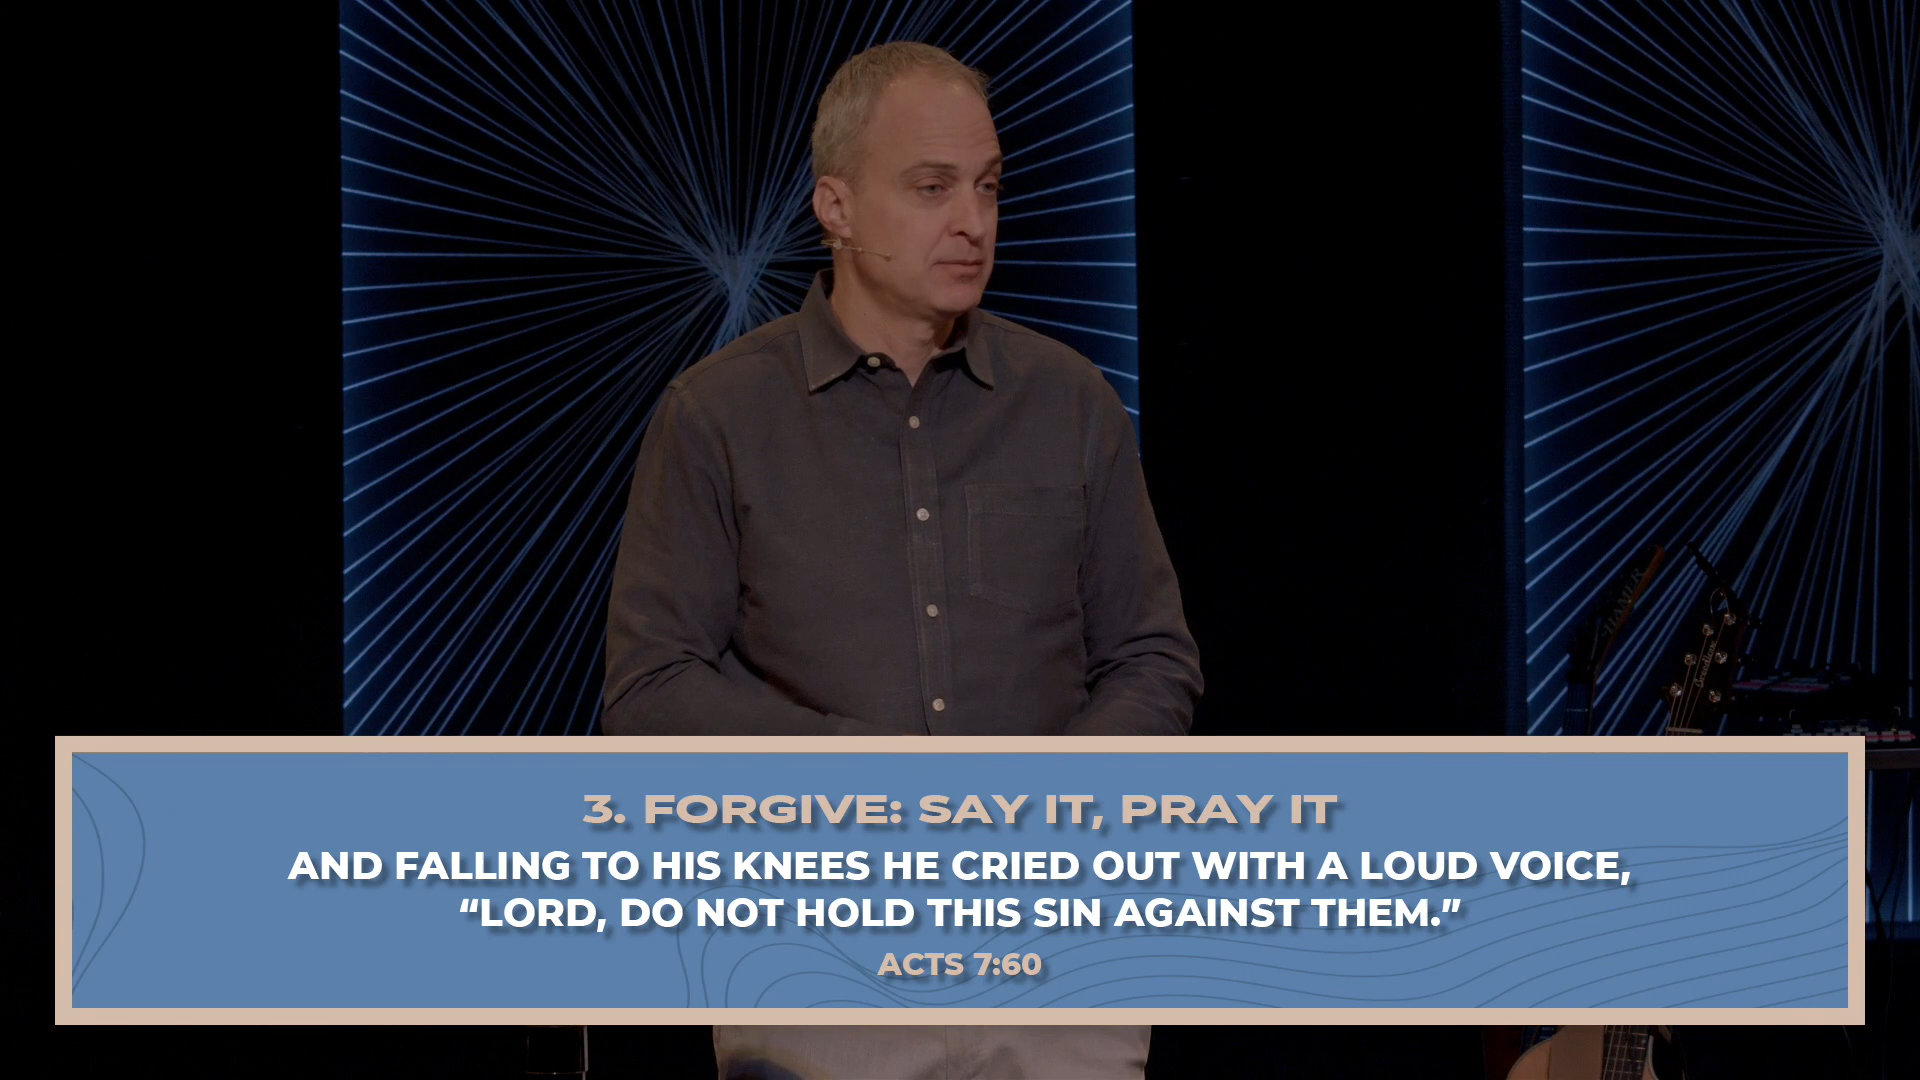 HAMER
3. FORGIVE: SAY IT, PRAY IT
AND FALLING TO HIS KNEES HE CRIED OUT WITH A LOUD VOICE,
“LORD, DO NOT HOLD THIS SIN AGAINST THEM.”
ACTS 7:60